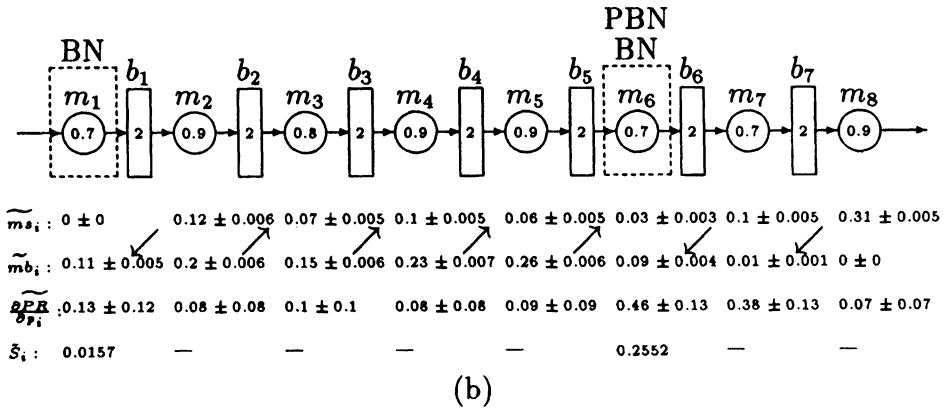 PBN
BN BN
b1 b2 b3 b4 b5 b6 b7
m1 m2 m3 m4 m5 m6 m7 m8
0.7 2 0.9 2 0.8 2 0.9 2 0.9 2 0.7 2 0.7 2 0.9
m̃s_i : 0 ± 0 0.12 ± 0.006 0.07 ± 0.005 0.1 ± 0.005 0.06 ± 0.005 0.03 ± 0.003 0.1 ± 0.005 0.31 ± 0.005
m̃b_i : 0.11 ± 0.005 0.2 ± 0.006 0.15 ± 0.006 0.23 ± 0.007 0.26 ± 0.006 0.09 ± 0.004 0.01 ± 0.001 0 ± 0
∂P̃R/∂p_i : 0.13 ± 0.12 0.08 ± 0.08 0.1 ± 0.1 0.08 ± 0.08 0.09 ± 0.09 0.46 ± 0.13 0.38 ± 0.13 0.07 ± 0.07
S̃_i : 0.0157 — — — — 0.2552 — —
(b)